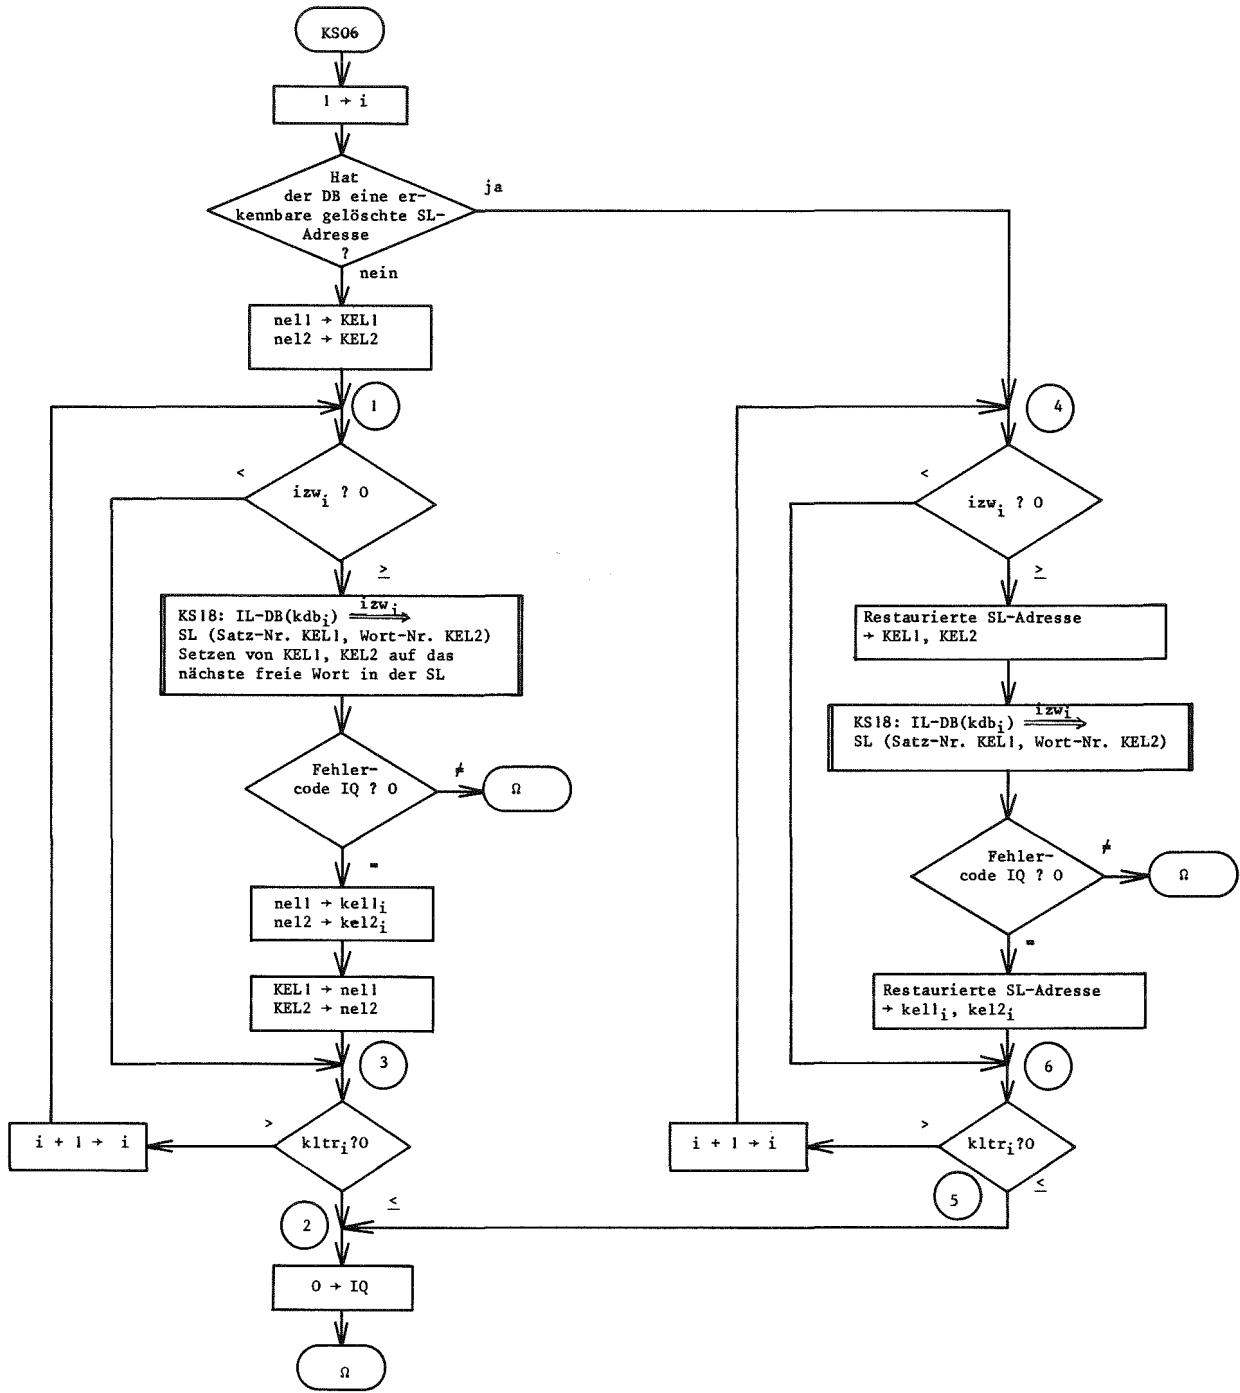 KS06
1 → i
Hat
der DB eine er-
kennbare gelöschte SL-
Adresse
?
ja
nein
nel1 → KEL1
nel2 → KEL2
1
<
izwᵢ ? 0
≥
KS18: IL-DB(kdbᵢ) izwᵢ ⟹
SL (Satz-Nr. KEL1, Wort-Nr. KEL2)
Setzen von KEL1, KEL2 auf das
nächste freie Wort in der SL
Fehler-
code IQ ? 0
≠
Ω
=
nel1 → kel1ᵢ
nel2 → kel2ᵢ
KEL1 → nel1
KEL2 → nel2
3
>
kltrᵢ?0
i + 1 → i
≤
2
0 → IQ
Ω
4
<
izwᵢ ? 0
≥
Restaurierte SL-Adresse
→ KEL1, KEL2
KS18: IL-DB(kdbᵢ) izwᵢ ⟹
SL (Satz-Nr. KEL1, Wort-Nr. KEL2)
Fehler-
code IQ ? 0
≠
Ω
=
Restaurierte SL-Adresse
→ kel1ᵢ, kel2ᵢ
6
>
kltrᵢ?0
i + 1 → i
≤
5